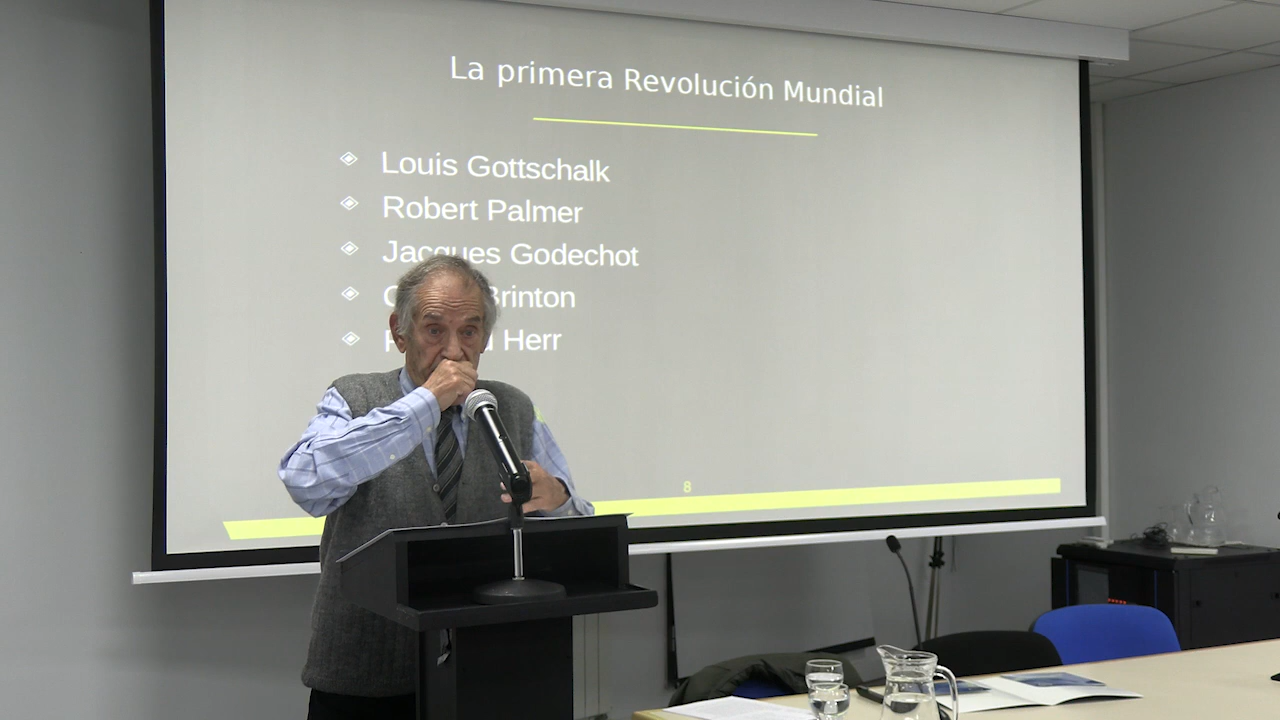 La primera Revolución Mundial
Louis Gottschalk
Robert Palmer
Jacques Godechot
Brinton
Herr
8